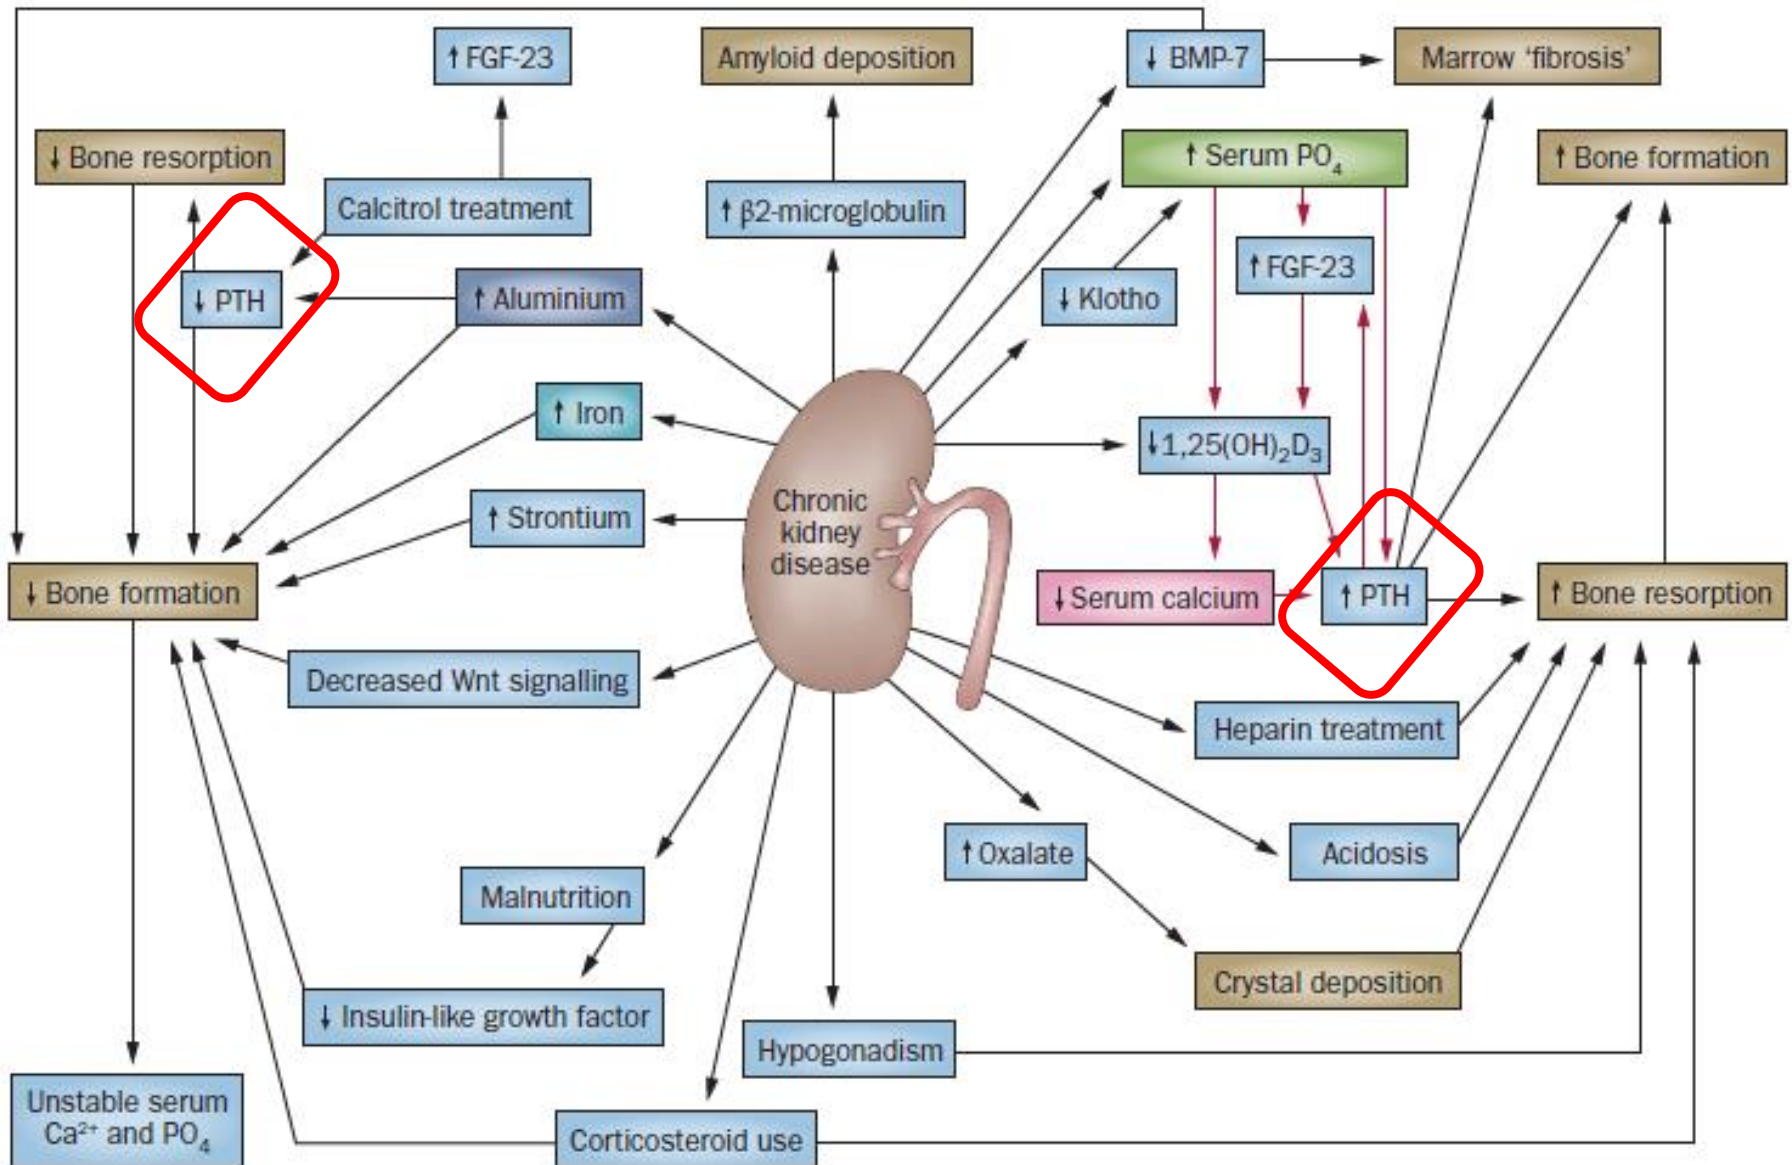 ↑ FGF-23
Amyloid deposition
↓ BMP-7
Marrow ‘fibrosis’
↓ Bone resorption
↑ Serum PO₄
↑ Bone formation
Calcitrol treatment
↑ β2-microglobulin
↑ FGF-23
↓ PTH
↑ Aluminium
↓ Klotho
↑ Iron
↓ 1,25(OH)₂D₃
↑ Strontium
Chronic
kidney
disease
↓ Bone formation
↓ Serum calcium
↑ PTH
↑ Bone resorption
Decreased Wnt signalling
Heparin treatment
↑ Oxalate
Acidosis
Malnutrition
Crystal deposition
↓ Insulin-like growth factor
Hypogonadism
Unstable serum
Ca²⁺ and PO₄
Corticosteroid use